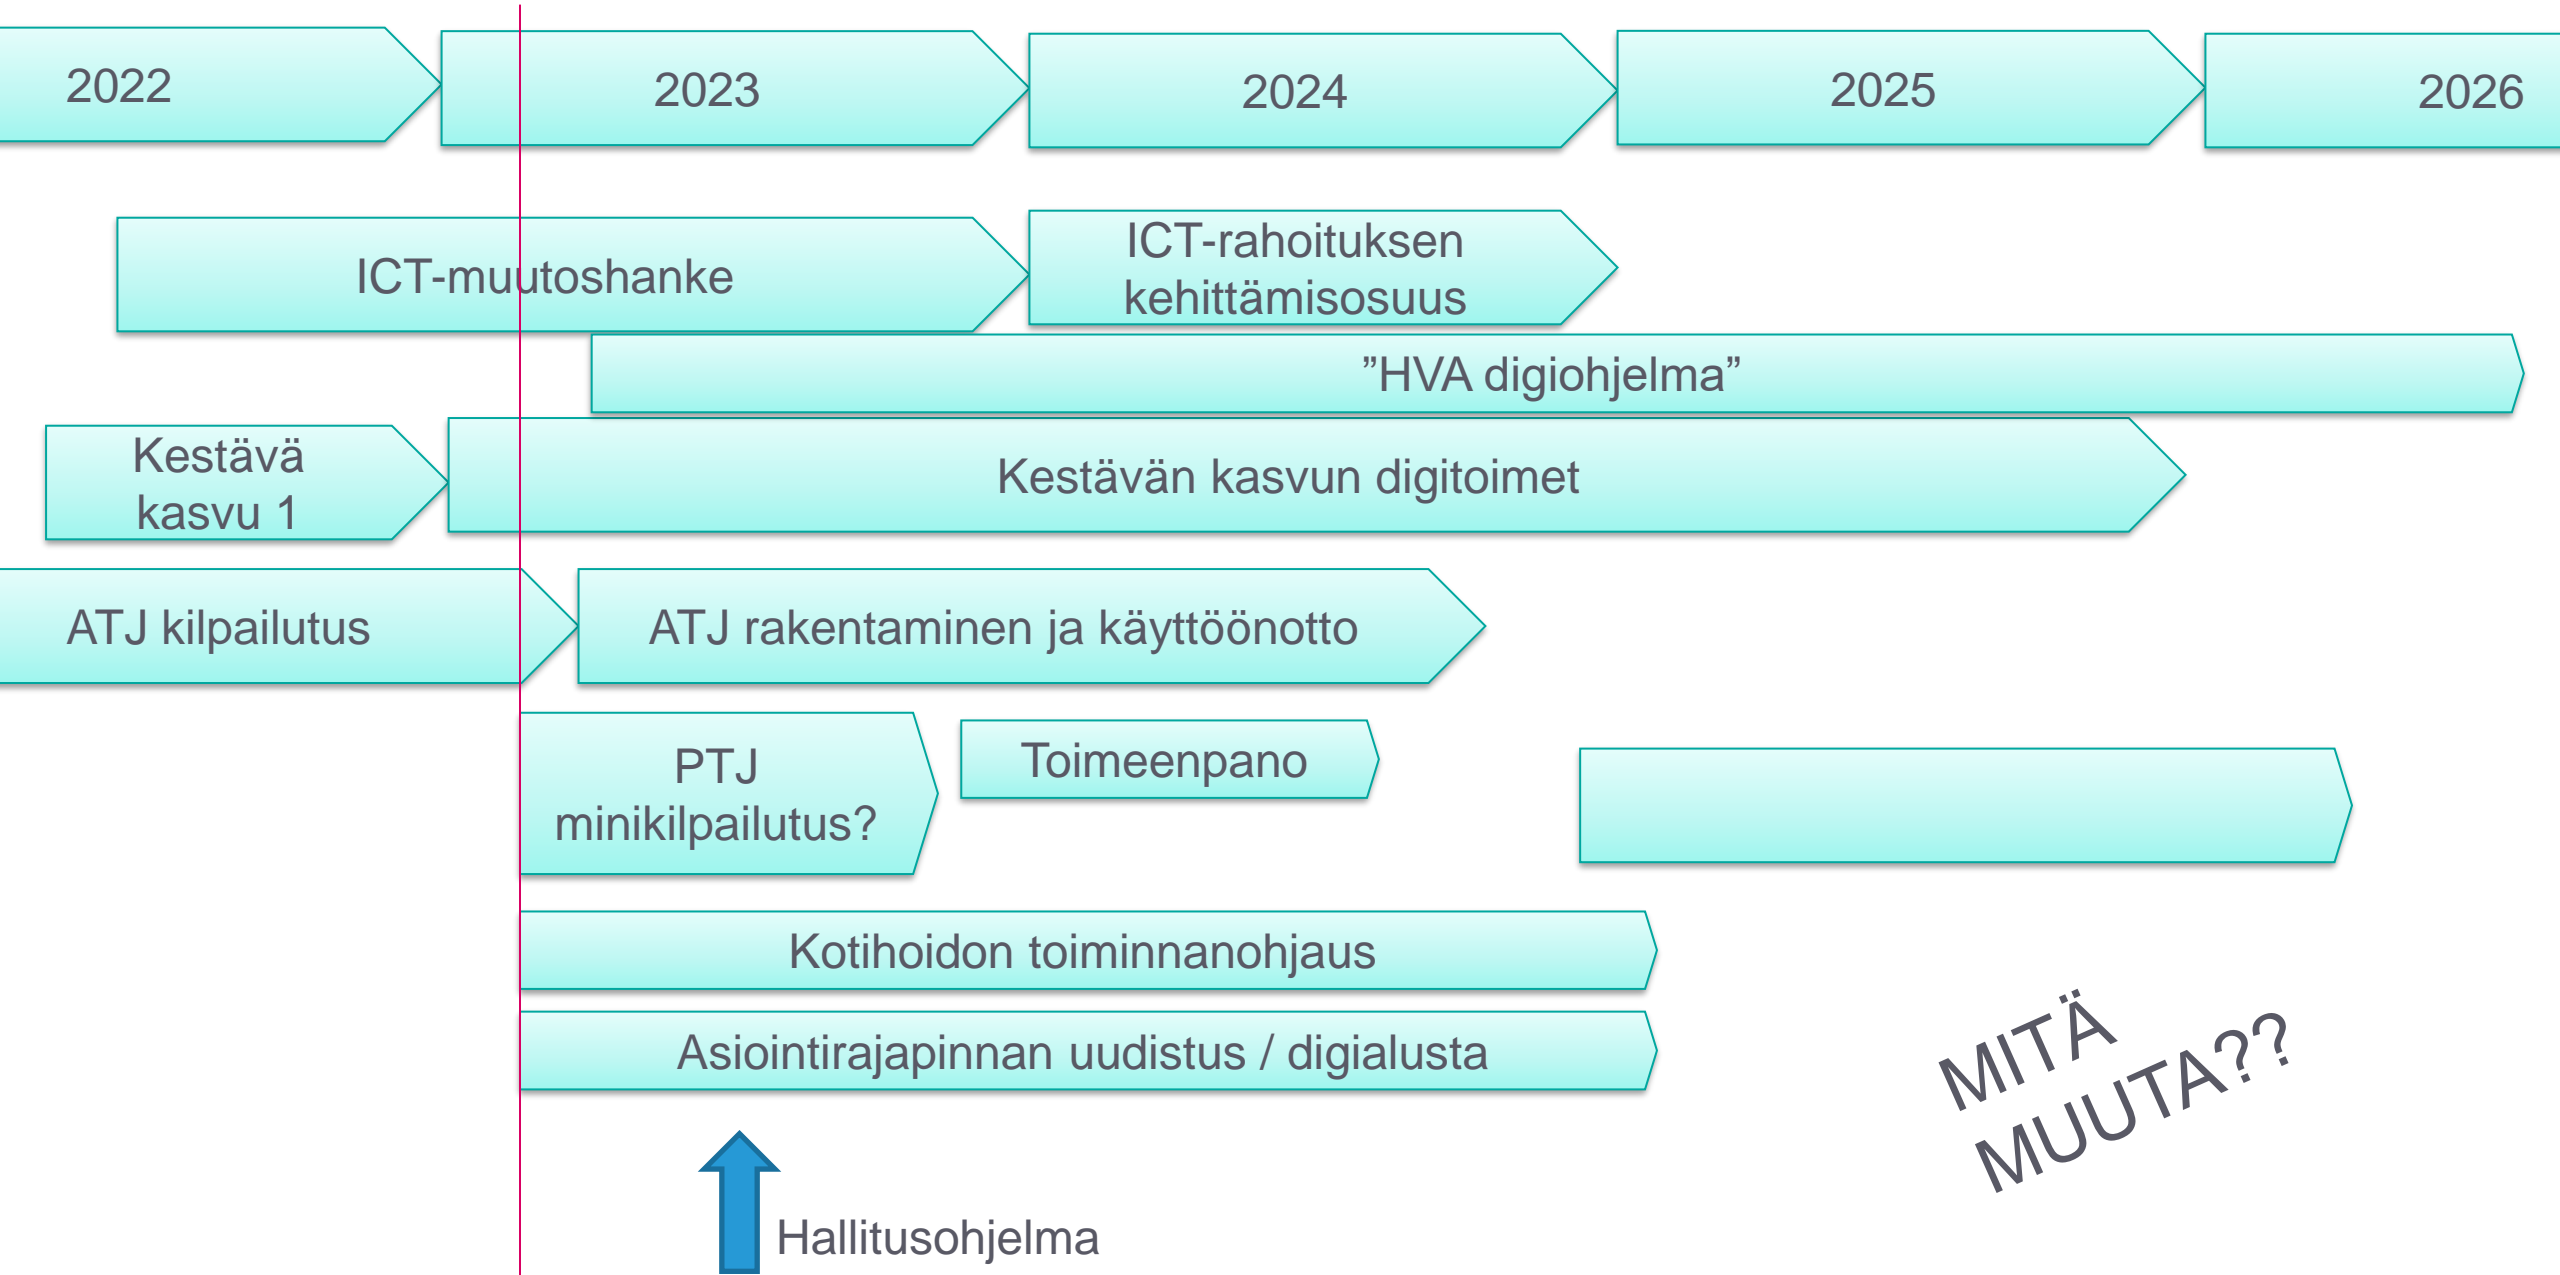 2022
2023
2024
2025
2026
ICT-muutoshanke
ICT-rahoituksen
kehittämisosuus
”HVA digiohjelma”
Kestävä
kasvu 1
Kestävän kasvun digitoimet
ATJ kilpailutus
ATJ rakentaminen ja käyttöönotto
PTJ
minikilpailutus?
Toimeenpano
Kotihoidon toiminnanohjaus
Asiointirajapinnan uudistus / digialusta
MITÄ
MUUTA??
Hallitusohjelma